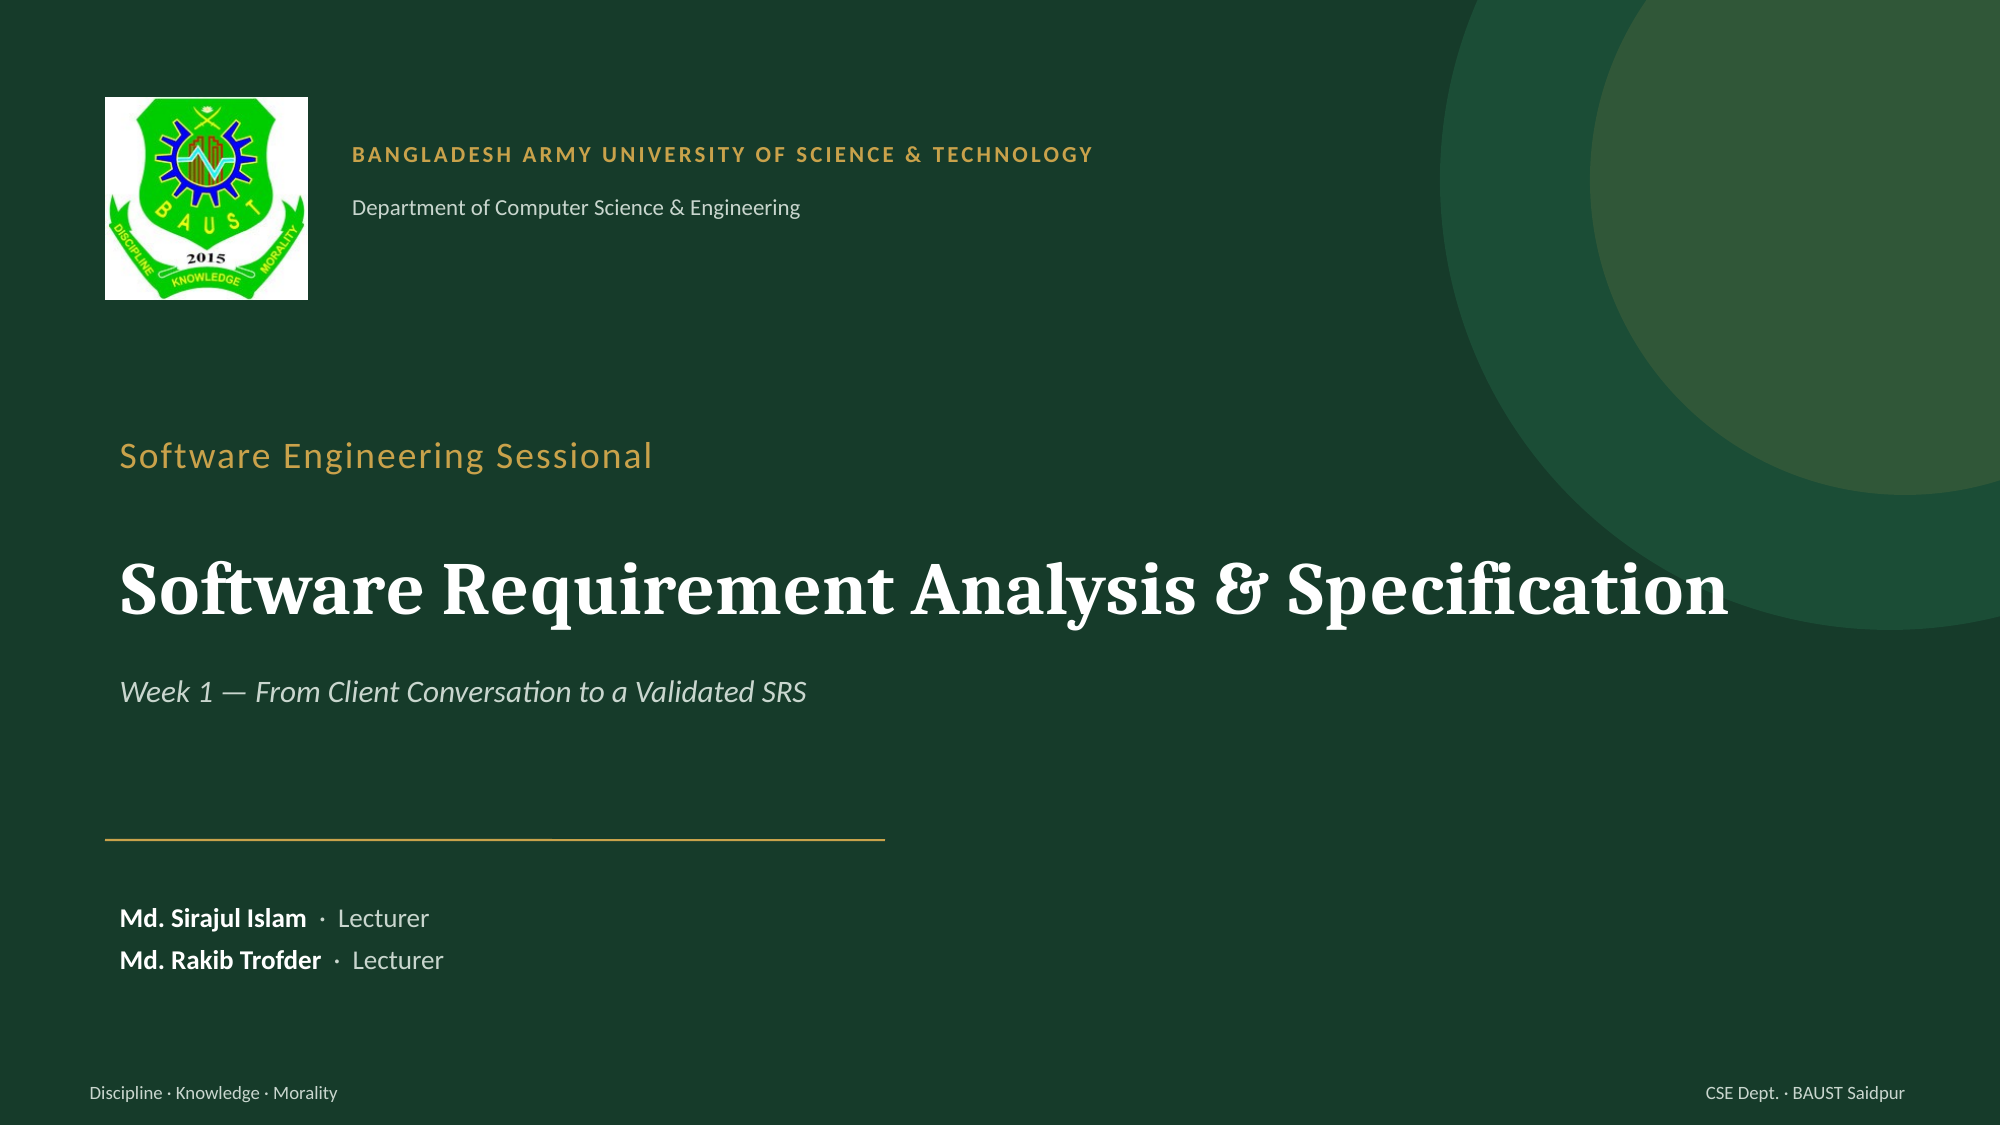 BAUST
2015
DISCIPLINE KNOWLEDGE MORALITY
BANGLADESH ARMY UNIVERSITY OF SCIENCE & TECHNOLOGY
Department of Computer Science & Engineering
Software Engineering Sessional
Software Requirement Analysis & Specification
Week 1 — From Client Conversation to a Validated SRS
Md. Sirajul Islam · Lecturer
Md. Rakib Trofder · Lecturer
Discipline · Knowledge · Morality
CSE Dept. · BAUST Saidpur